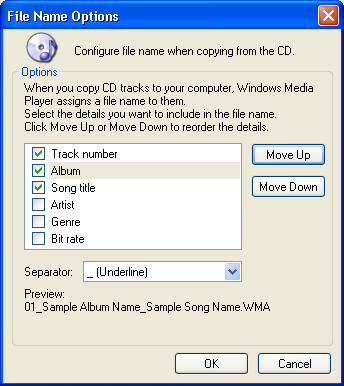 File Name Options
Configure file name when copying from the CD.
Options
When you copy CD tracks to your computer, Windows Media
Player assigns a file name to them.
Select the details you want to include in the file name.
Click Move Up or Move Down to reorder the details.
Track number
Album
Song title
Artist
Genre
Bit rate
Move Up
Move Down
Separator: _ (Underline)
Preview:
01_Sample Album Name_Sample Song Name.WMA
OK Cancel